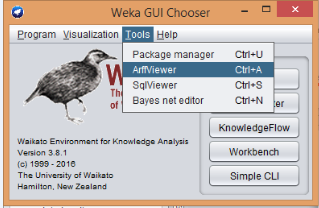 Weka GUI Chooser
Program Visualization Tools Help
Package manager Ctrl+U
ArffViewer Ctrl+A
SqlViewer Ctrl+S
Bayes net editor Ctrl+N
W
The
of
KnowledgeFlow
Workbench
Simple CLI
Waikato Environment for Knowledge Analysis
Version 3.8.1
(c) 1999 - 2016
The University of Waikato
Hamilton, New Zealand